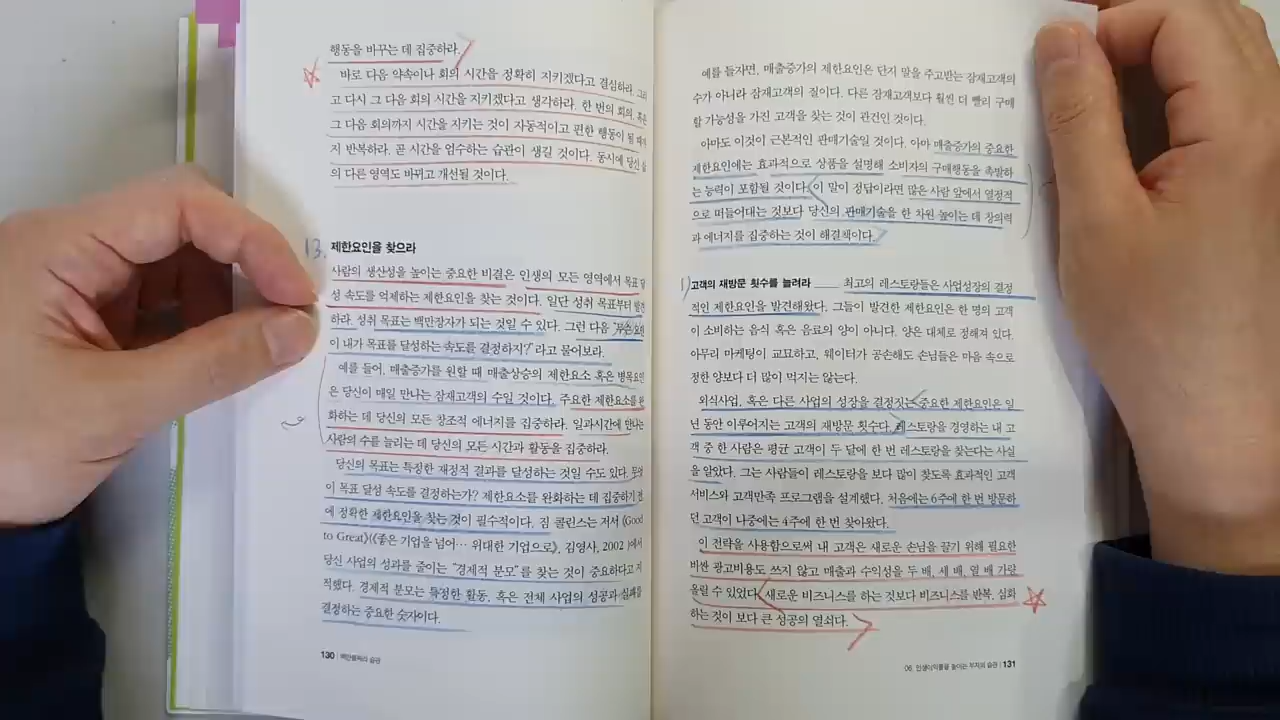 행동을 바꾸는 데 집중하라.
바로 다음 약속이나 회의 시간을 정확히 지키겠다고 결심하라. 그리
고 다시 그 다음 회의 시간을 지키겠다고 생각하라. 한 번의 회의, 혹은
그 다음 회의까지 시간을 지키는 것이 자동적이고 편한 행동이 될 때까
지 반복하라. 곧 시간을 엄수하는 습관이 생길 것이다. 동시에 당신
의 다른 영역도 바뀌고 개선될 것이다.
13. 제한요인을 찾으라
사람의 생산성을 높이는 중요한 비결은 인생의 모든 영역에서 목표 달
성 속도를 억제하는 제한요인을 찾는 것이다. 일단 성취 목표부터 발견
하라. 성취 목표는 백만장자가 되는 것일 수 있다. 그런 다음 '무슨 요인
이 내가 목표를 달성하는 속도를 결정하지?' 라고 물어보라.
예를 들어, 매출증가를 원할 때 매출상승의 제한요소 혹은 병목요인
은 당신이 매일 만나는 잠재고객의 수일 것이다. 주요한 제한요소를 완
화하는 데 당신의 모든 창조적 에너지를 집중하라. 일과시간에 만나는
사람의 수를 늘리는 데 당신의 모든 시간과 활동을 집중하라.
당신의 목표는 특정한 재정적 결과를 달성하는 것일 수도 있다. 무엇
이 목표 달성 속도를 결정하는가? 제한요소를 완화하는 데 집중하기 전
에 정확한 제한요인을 찾는 것이 필수적이다. 짐 콜린스는 저서 《Good
to Great》(《좋은 기업을 넘어… 위대한 기업으로》, 김영사, 2002)에서
당신 사업의 성과를 줄이는 "경제적 분모"를 찾는 것이 중요하다고 지
적했다. 경제적 분모는 특정한 활동, 혹은 전체 사업의 성공과 실패를
결정하는 중요한 숫자이다.
130 백만불짜리 습관
예를 들자면, 매출증가의 제한요인은 단지 말을 주고받는 잠재고객의
수가 아니라 잠재고객의 질이다. 다른 잠재고객보다 훨씬 더 빨리 구매
할 가능성을 가진 고객을 찾는 것이 관건인 것이다.
아마도 이것이 근본적인 판매기술일 것이다. 아마 매출증가의 중요한
제한요인에는 효과적으로 상품을 설명해 소비자의 구매행동을 촉발하
는 능력이 포함될 것이다. 이 말이 정답이라면 많은 사람 앞에서 열정적
으로 떠들어대는 것보다 당신의 판매기술을 한 차원 높이는 데 창의력
과 에너지를 집중하는 것이 해결책이다.
1) 고객의 재방문 횟수를 늘려라 ____ 최고의 레스토랑들은 사업성장의 결정
적인 제한요인을 발견해왔다. 그들이 발견한 제한요인은 한 명의 고객
이 소비하는 음식 혹은 음료의 양이 아니다. 양은 대체로 정해져 있다.
아무리 마케팅이 교묘하고, 웨이터가 공손해도 손님들은 마음 속으로
정한 양보다 더 많이 먹지는 않는다.
외식사업, 혹은 다른 사업의 성장을 결정짓는 중요한 제한요인은 일
년 동안 이루어지는 고객의 재방문 횟수다. 레스토랑을 경영하는 내 고
객 중 한 사람은 평균 고객이 두 달에 한 번 레스토랑을 찾는다는 사실
을 알았다. 그는 사람들이 레스토랑을 보다 많이 찾도록 효과적인 고객
서비스와 고객만족 프로그램을 설계했다. 처음에는 6주에 한 번 방문하
던 고객이 나중에는 4주에 한 번 찾아왔다.
이 전략을 사용함으로써 내 고객은 새로운 손님을 끌기 위해 필요한
비싼 광고비용도 쓰지 않고 매출과 수익성을 두 배, 세 배, 열 배 가량
올릴 수 있었다. 새로운 비즈니스를 하는 것보다 비즈니스를 반복, 심화
하는 것이 보다 큰 성공의 열쇠다.
06. 인생이익률을 높이는 부자의 습관 131